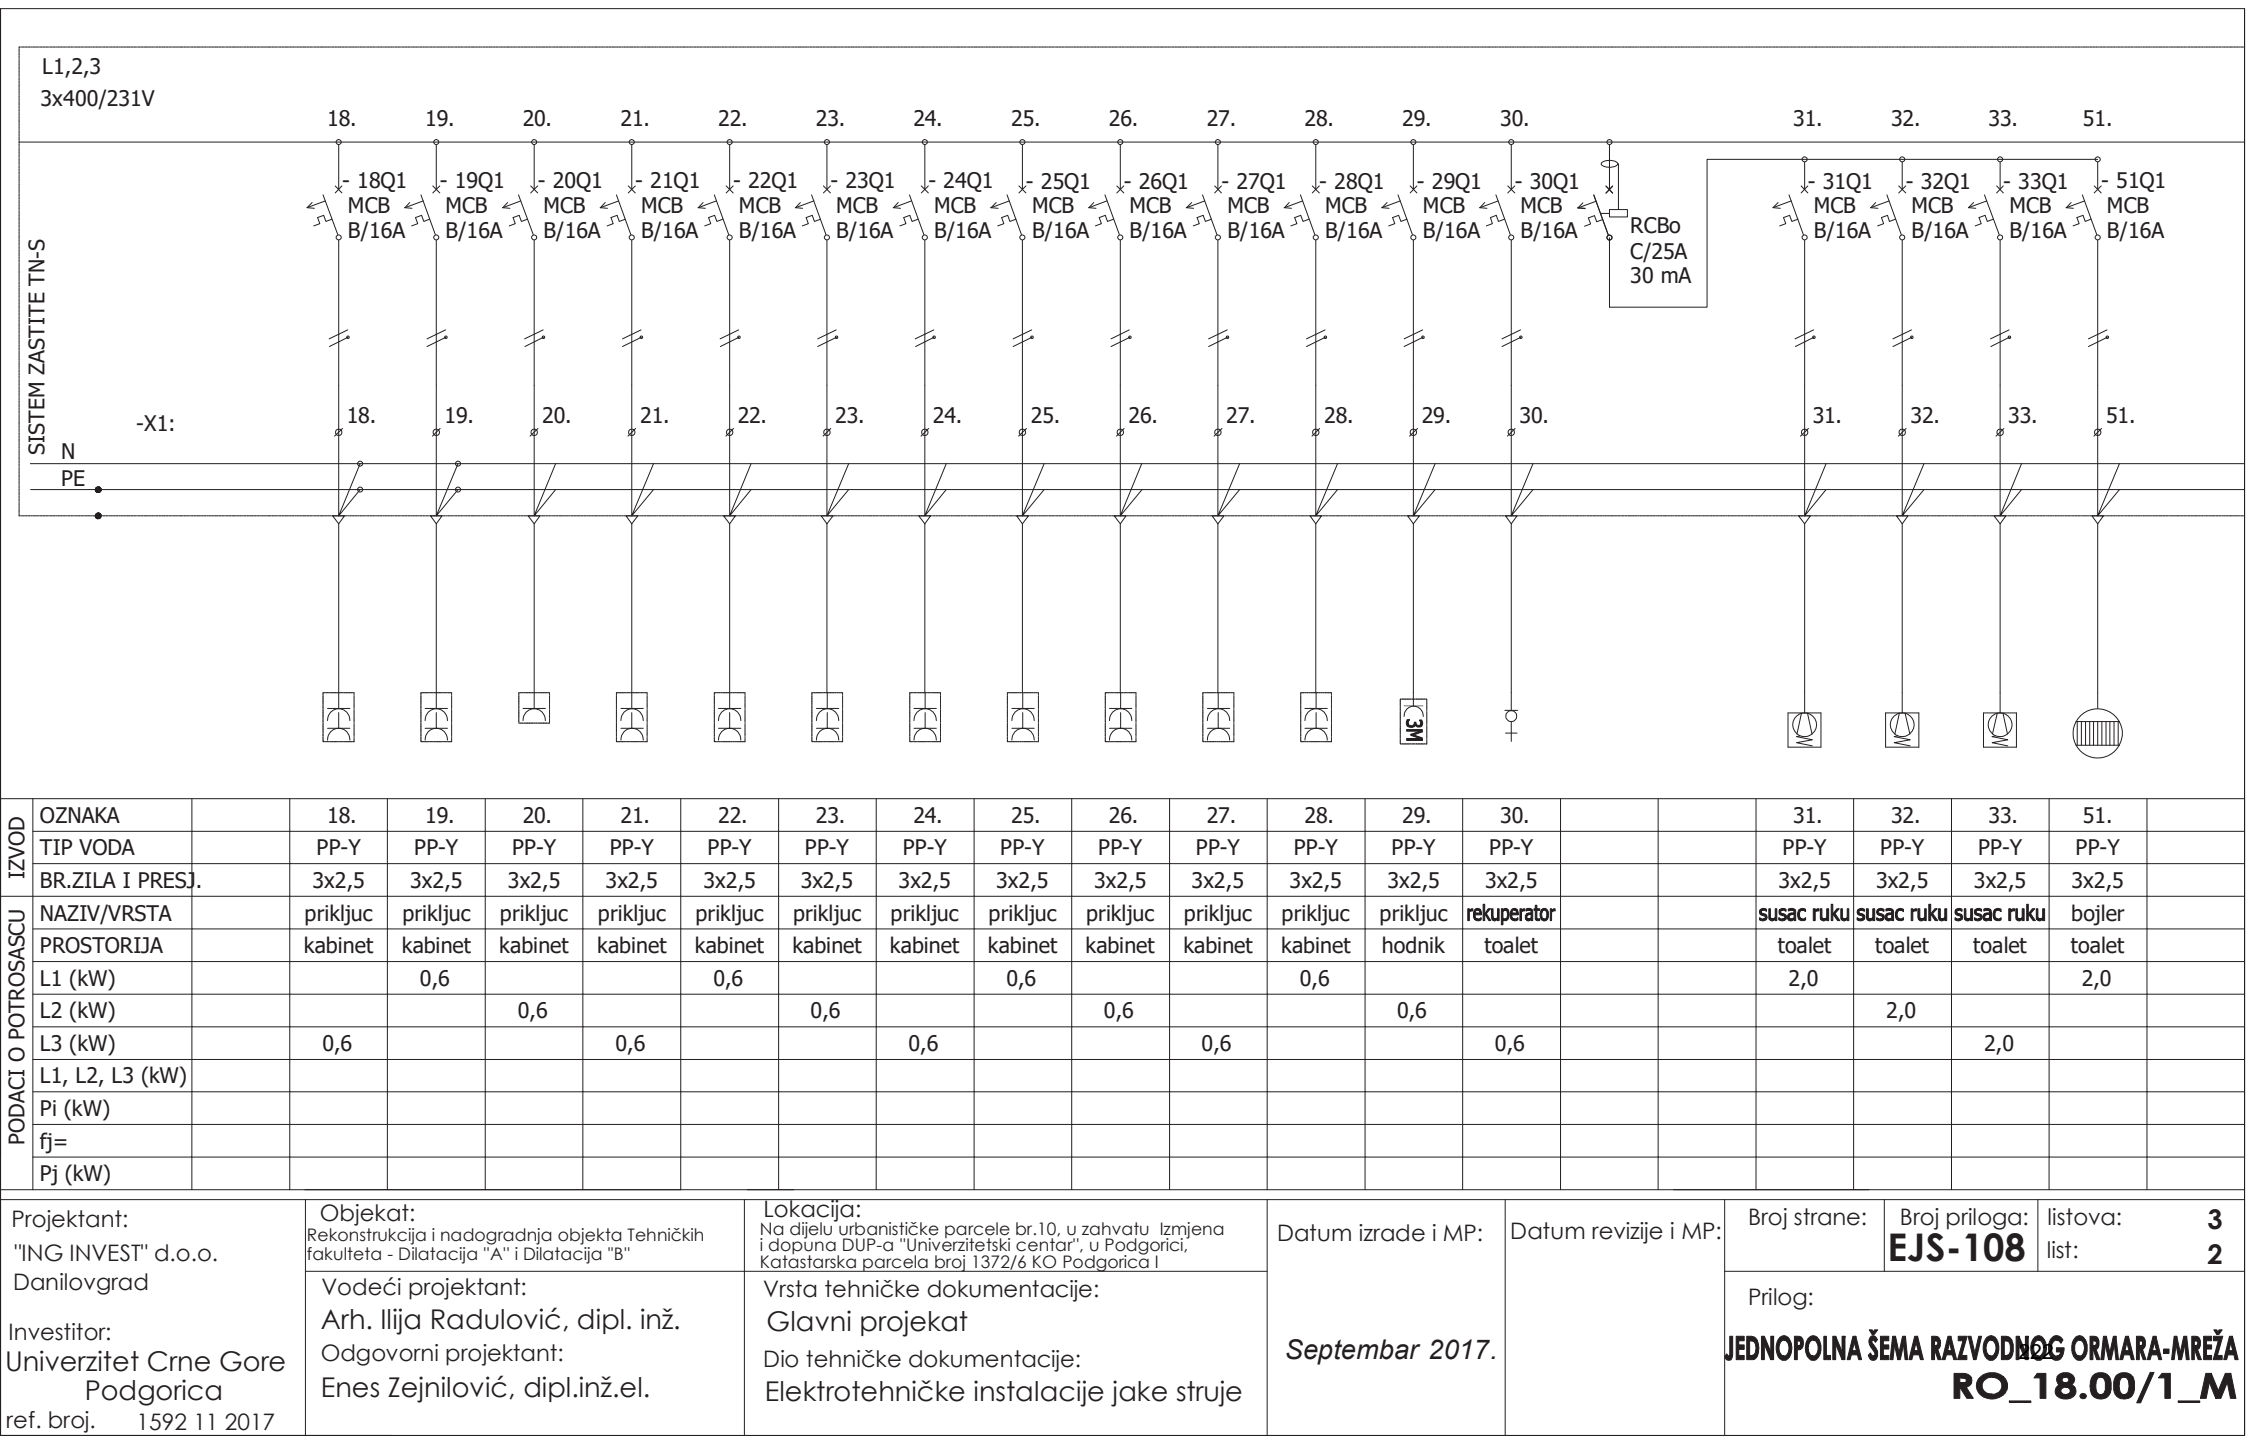 L1,2,3
3x400/231V
18. 19. 20. 21. 22. 23. 24. 25. 26. 27. 28. 29. 30. 31. 32. 33. 51.
- 18Q1 - 19Q1 - 20Q1 - 21Q1 - 22Q1 - 23Q1 - 24Q1 - 25Q1 - 26Q1 - 27Q1 - 28Q1 - 29Q1 - 30Q1 - 31Q1 - 32Q1 - 33Q1 - 51Q1
MCB MCB MCB MCB MCB MCB MCB MCB MCB MCB MCB MCB MCB MCB MCB MCB MCB
B/16A B/16A B/16A B/16A B/16A B/16A B/16A B/16A B/16A B/16A B/16A B/16A B/16A B/16A B/16A B/16A B/16A
RCBo
C/25A
30 mA
SISTEM ZASTITE TN-S
-X1:
18. 19. 20. 21. 22. 23. 24. 25. 26. 27. 28. 29. 30. 31. 32. 33. 51.
N
PE
3M
IZVOD
OZNAKA 18. 19. 20. 21. 22. 23. 24. 25. 26. 27. 28. 29. 30. 31. 32. 33. 51.
TIP VODA PP-Y PP-Y PP-Y PP-Y PP-Y PP-Y PP-Y PP-Y PP-Y PP-Y PP-Y PP-Y PP-Y PP-Y PP-Y PP-Y PP-Y
BR.ZILA I PRESJ. 3x2,5 3x2,5 3x2,5 3x2,5 3x2,5 3x2,5 3x2,5 3x2,5 3x2,5 3x2,5 3x2,5 3x2,5 3x2,5 3x2,5 3x2,5 3x2,5 3x2,5
PODACI O POTROSASCU
NAZIV/VRSTA prikljuc prikljuc prikljuc prikljuc prikljuc prikljuc prikljuc prikljuc prikljuc prikljuc prikljuc prikljuc rekuperator susac ruku susac ruku susac ruku bojler
PROSTORIJA kabinet kabinet kabinet kabinet kabinet kabinet kabinet kabinet kabinet kabinet kabinet hodnik toalet toalet toalet toalet toalet
L1 (kW) 0,6 0,6 0,6 0,6 2,0 2,0
L2 (kW) 0,6 0,6 0,6 0,6 2,0
L3 (kW) 0,6 0,6 0,6 0,6 0,6 2,0
L1, L2, L3 (kW)
Pi (kW)
fj=
Pj (kW)
Projektant:
"ING INVEST" d.o.o.
Danilovgrad
Investitor:
Univerzitet Crne Gore
Podgorica
ref. broj. 1592 11 2017
Objekat:
Rekonstrukcija i nadogradnja objekta Tehničkih
fakulteta - Dilatacija "A" i Dilatacija "B"
Vodeći projektant:
Arh. Ilija Radulović, dipl. inž.
Odgovorni projektant:
Enes Zejnilović, dipl.inž.el.
Lokacija:
Na dijelu urbanističke parcele br.10, u zahvatu Izmjena
i dopuna DUP-a "Univerzitetski centar", u Podgorici,
Katastarska parcela broj 1372/6 KO Podgorica I
Vrsta tehničke dokumentacije:
Glavni projekat
Dio tehničke dokumentacije:
Elektrotehničke instalacije jake struje
Datum izrade i MP:
Septembar 2017.
Datum revizije i MP:
Broj strane:
Broj priloga:
EJS-108
listova: 3
list: 2
Prilog:
JEDNOPOLNA ŠEMA RAZVODNOG ORMARA-MREŽA
222
RO_18.00/1_M